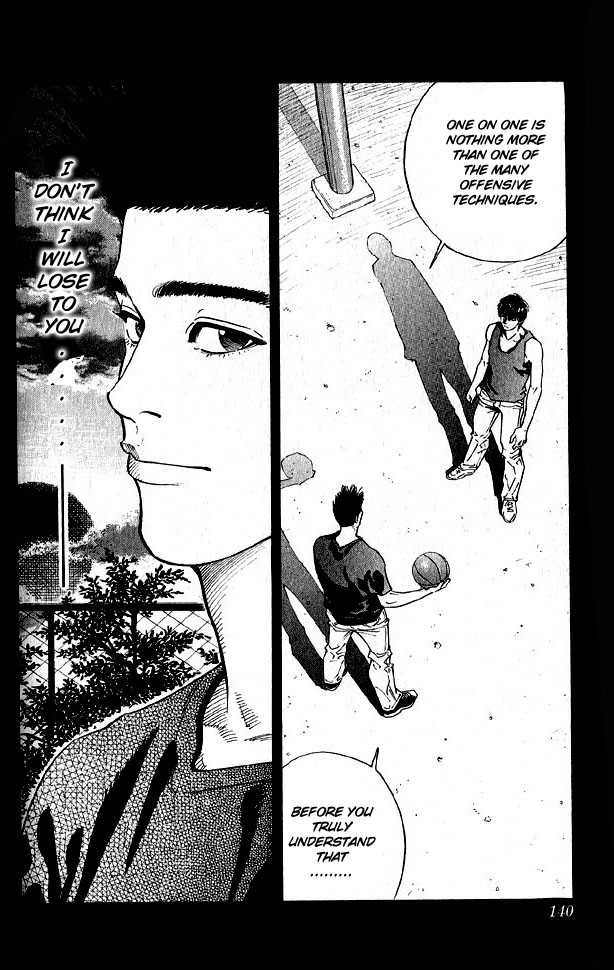 ONE ON ONE IS
NOTHING MORE
THAN ONE OF
THE MANY
OFFENSIVE
TECHNIQUES.
BEFORE YOU
TRULY
UNDERSTAND
THAT
.........
I
DON'T
THINK
I
WILL
LOSE
TO
YOU
......
140